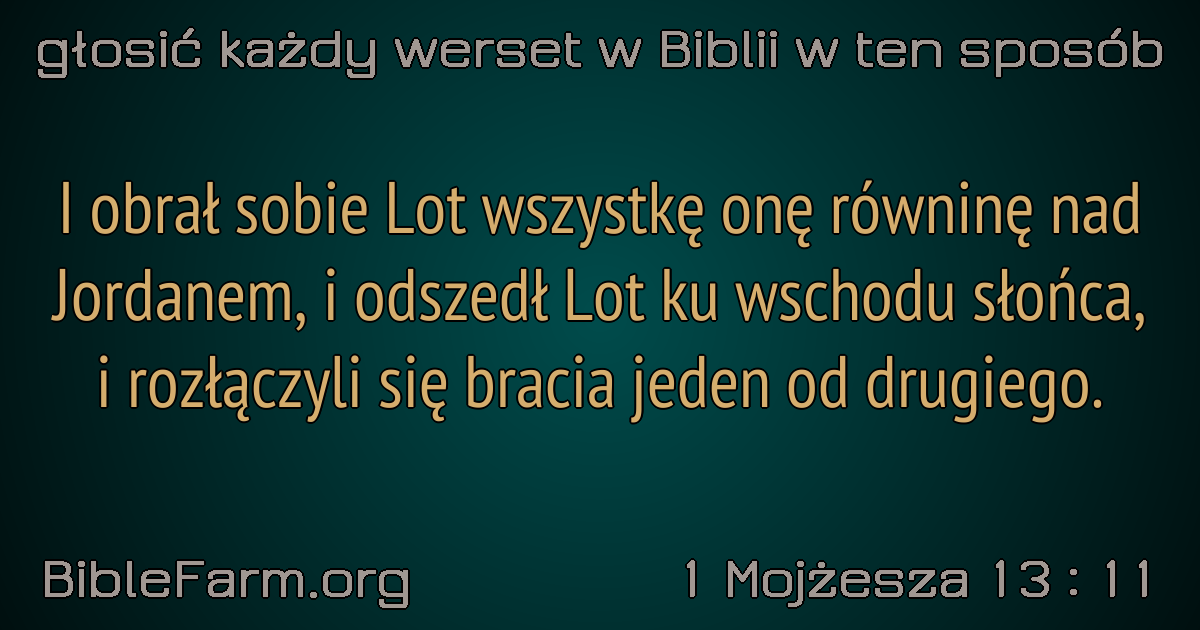 głosić każdy werset w Biblii w ten sposób
I obrał sobie Lot wszystkę onę równinę nad
Jordanem, i odszedł Lot ku wschodu słońca,
i rozłączyli się bracia jeden od drugiego.
BibleFarm.org
1 Mojżesza 13 : 11